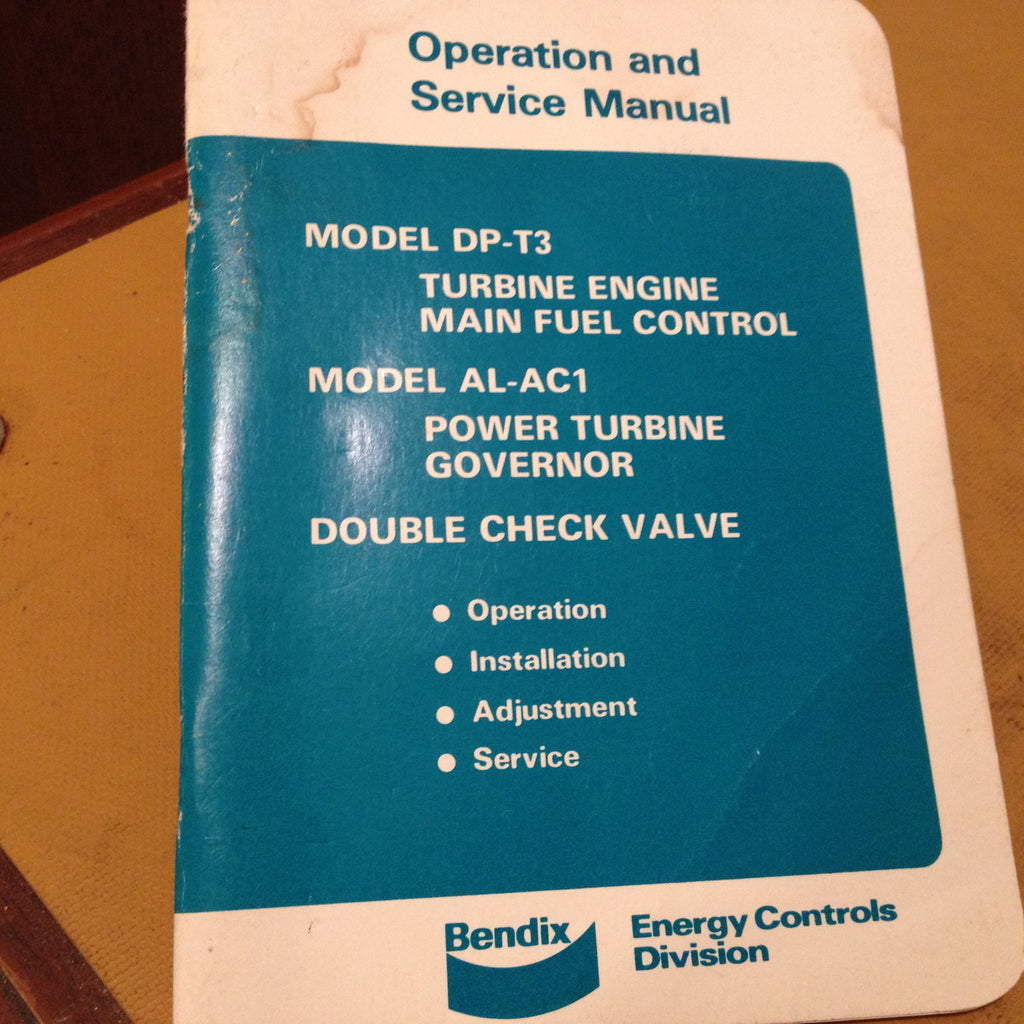 Operation and
Service Manual
MODEL DP-T3
TURBINE ENGINE
MAIN FUEL CONTROL
MODEL AL-AC1
POWER TURBINE
GOVERNOR
DOUBLE CHECK VALVE
• Operation
• Installation
• Adjustment
• Service
Bendix
Energy Controls
Division